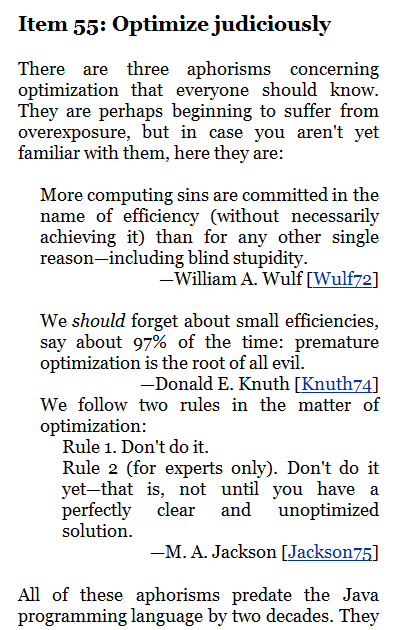 Item 55: Optimize judiciously
There are three aphorisms concerning
optimization that everyone should know.
They are perhaps beginning to suffer from
overexposure, but in case you aren't yet
familiar with them, here they are:
More computing sins are committed in the
name of efficiency (without necessarily
achieving it) than for any other single
reason—including blind stupidity.
—William A. Wulf [Wulf72]
We should forget about small efficiencies,
say about 97% of the time: premature
optimization is the root of all evil.
—Donald E. Knuth [Knuth74]
We follow two rules in the matter of
optimization:
Rule 1. Don't do it.
Rule 2 (for experts only). Don't do it
yet—that is, not until you have a
perfectly clear and unoptimized
solution.
—M. A. Jackson [Jackson75]
All of these aphorisms predate the Java
programming language by two decades. They